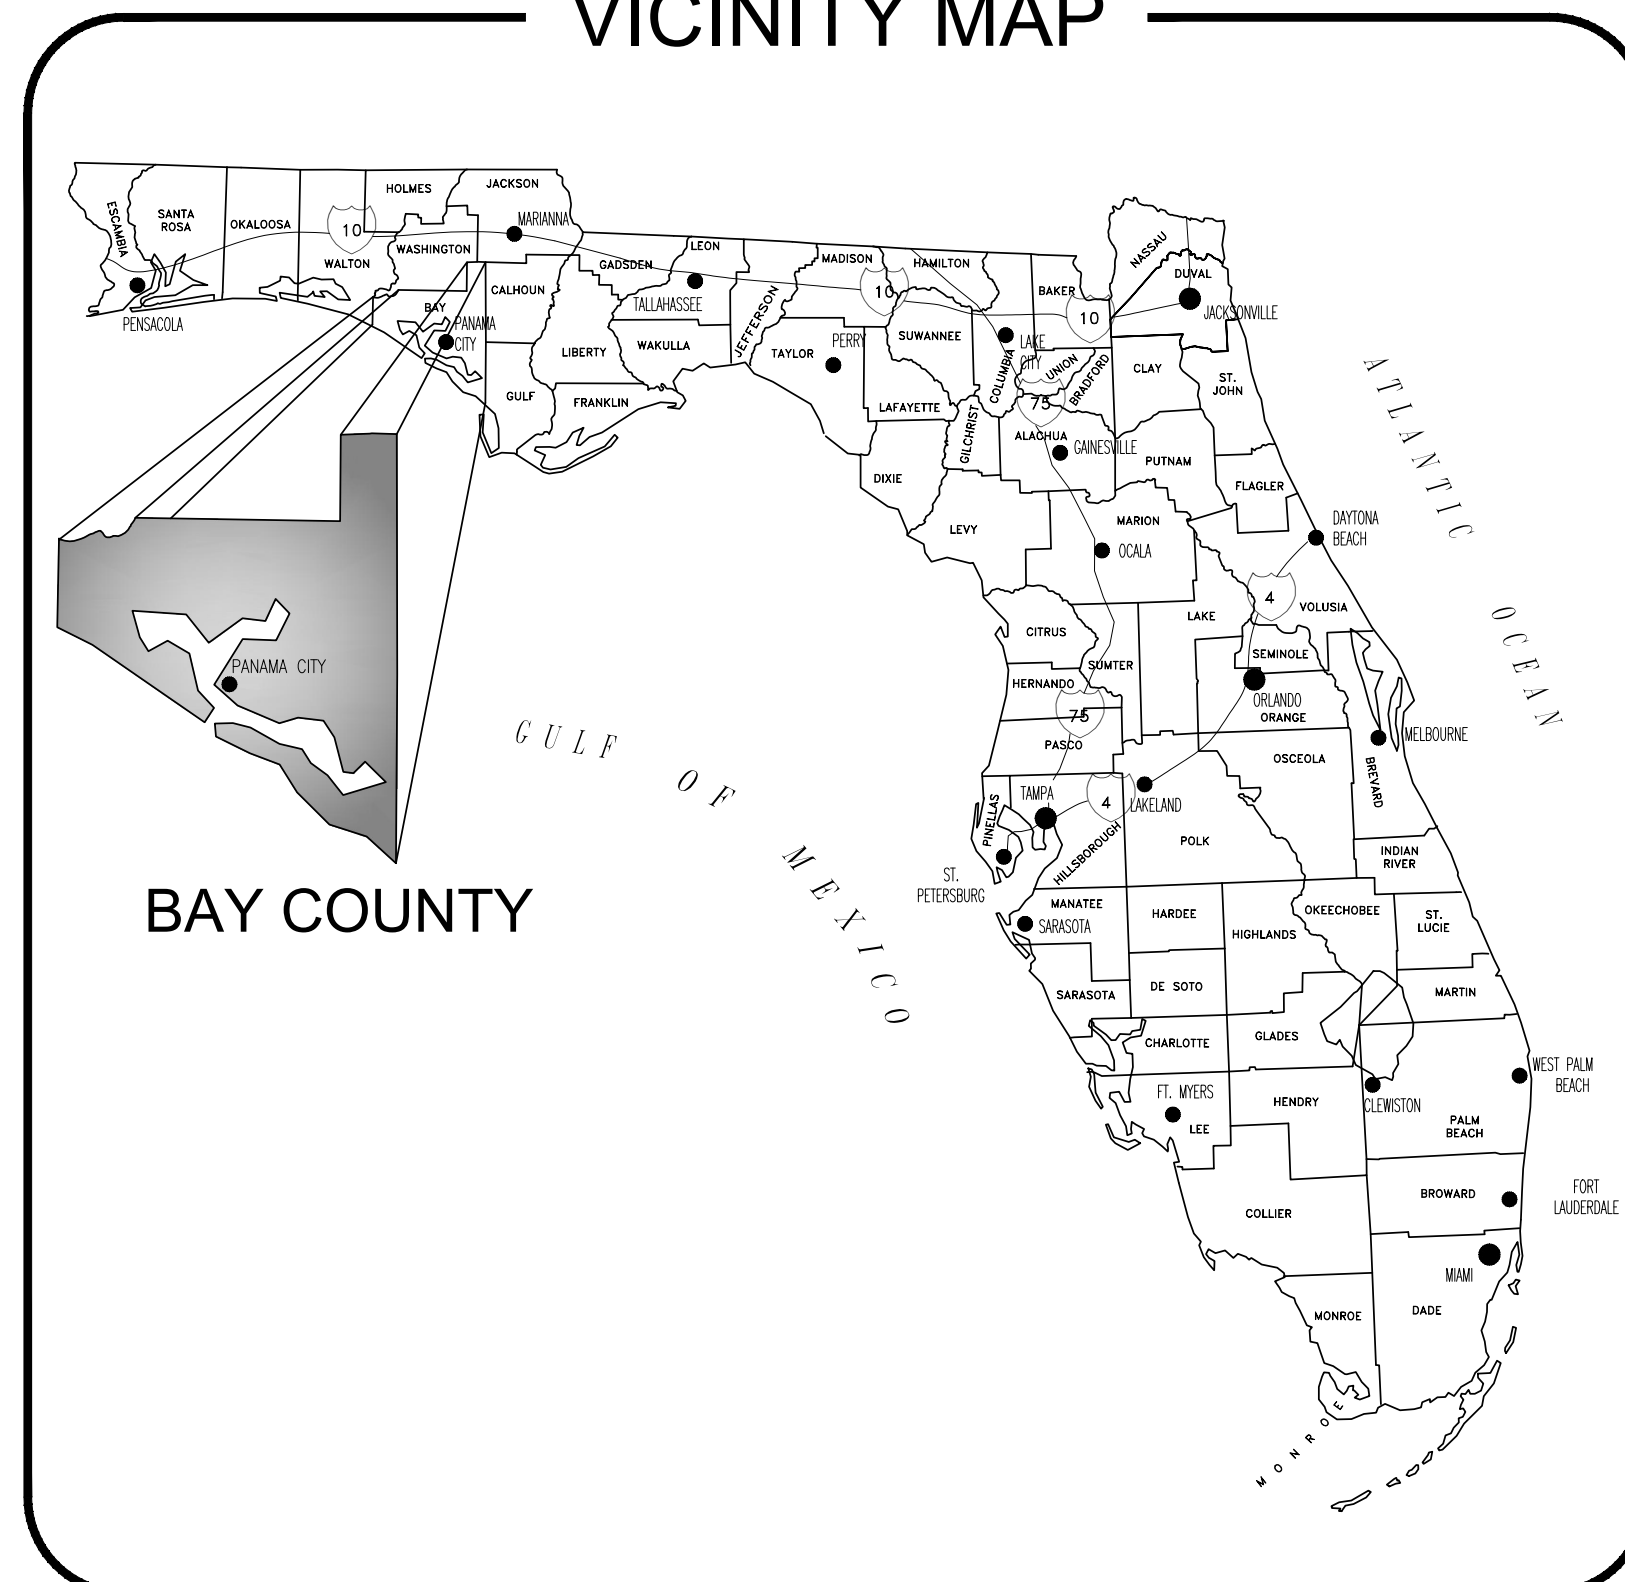 VICINITY MAP
HOLMES
JACKSON
ESCAMBIA
SANTA
ROSA
OKALOOSA
10
MARIANNA
WALTON
WASHINGTON
PENSACOLA
BAY
PANAMA
CITY
CALHOUN
GADSDEN
LEON
TALLAHASSEE
LIBERTY
WAKULLA
GULF
FRANKLIN
JEFFERSON
MADISON
HAMILTON
10
TAYLOR
PERRY
SUWANNEE
LAFAYETTE
DIXIE
BAKER
10
NASSAU
DUVAL
JACKSONVILLE
LAKE
CITY
COLUMBIA
UNION
BRADFORD
75
CLAY
ST.
JOHN
GILCHRIST
ALACHUA
GAINESVILLE
PUTNAM
FLAGLER
LEVY
MARION
OCALA
DAYTONA
BEACH
ATLANTIC
OCEAN
4
VOLUSIA
LAKE
CITRUS
SUMTER
SEMINOLE
HERNANDO
ORLANDO
ORANGE
75
PASCO
MELBOURNE
OSCEOLA
BREVARD
TAMPA
4
LAKELAND
PINELLAS
HILLSBOROUGH
POLK
INDIAN
RIVER
ST.
PETERSBURG
MANATEE
HARDEE
OKEECHOBEE
ST.
LUCIE
SARASOTA
HIGHLANDS
SARASOTA
DE SOTO
MARTIN
CHARLOTTE
GLADES
WEST PALM
BEACH
FT. MYERS
LEE
HENDRY
CLEWISTON
PALM
BEACH
BROWARD
FORT
LAUDERDALE
COLLIER
MIAMI
MONROE
DADE
MONROE
GULF
OF
MEXICO
PANAMA CITY
BAY COUNTY